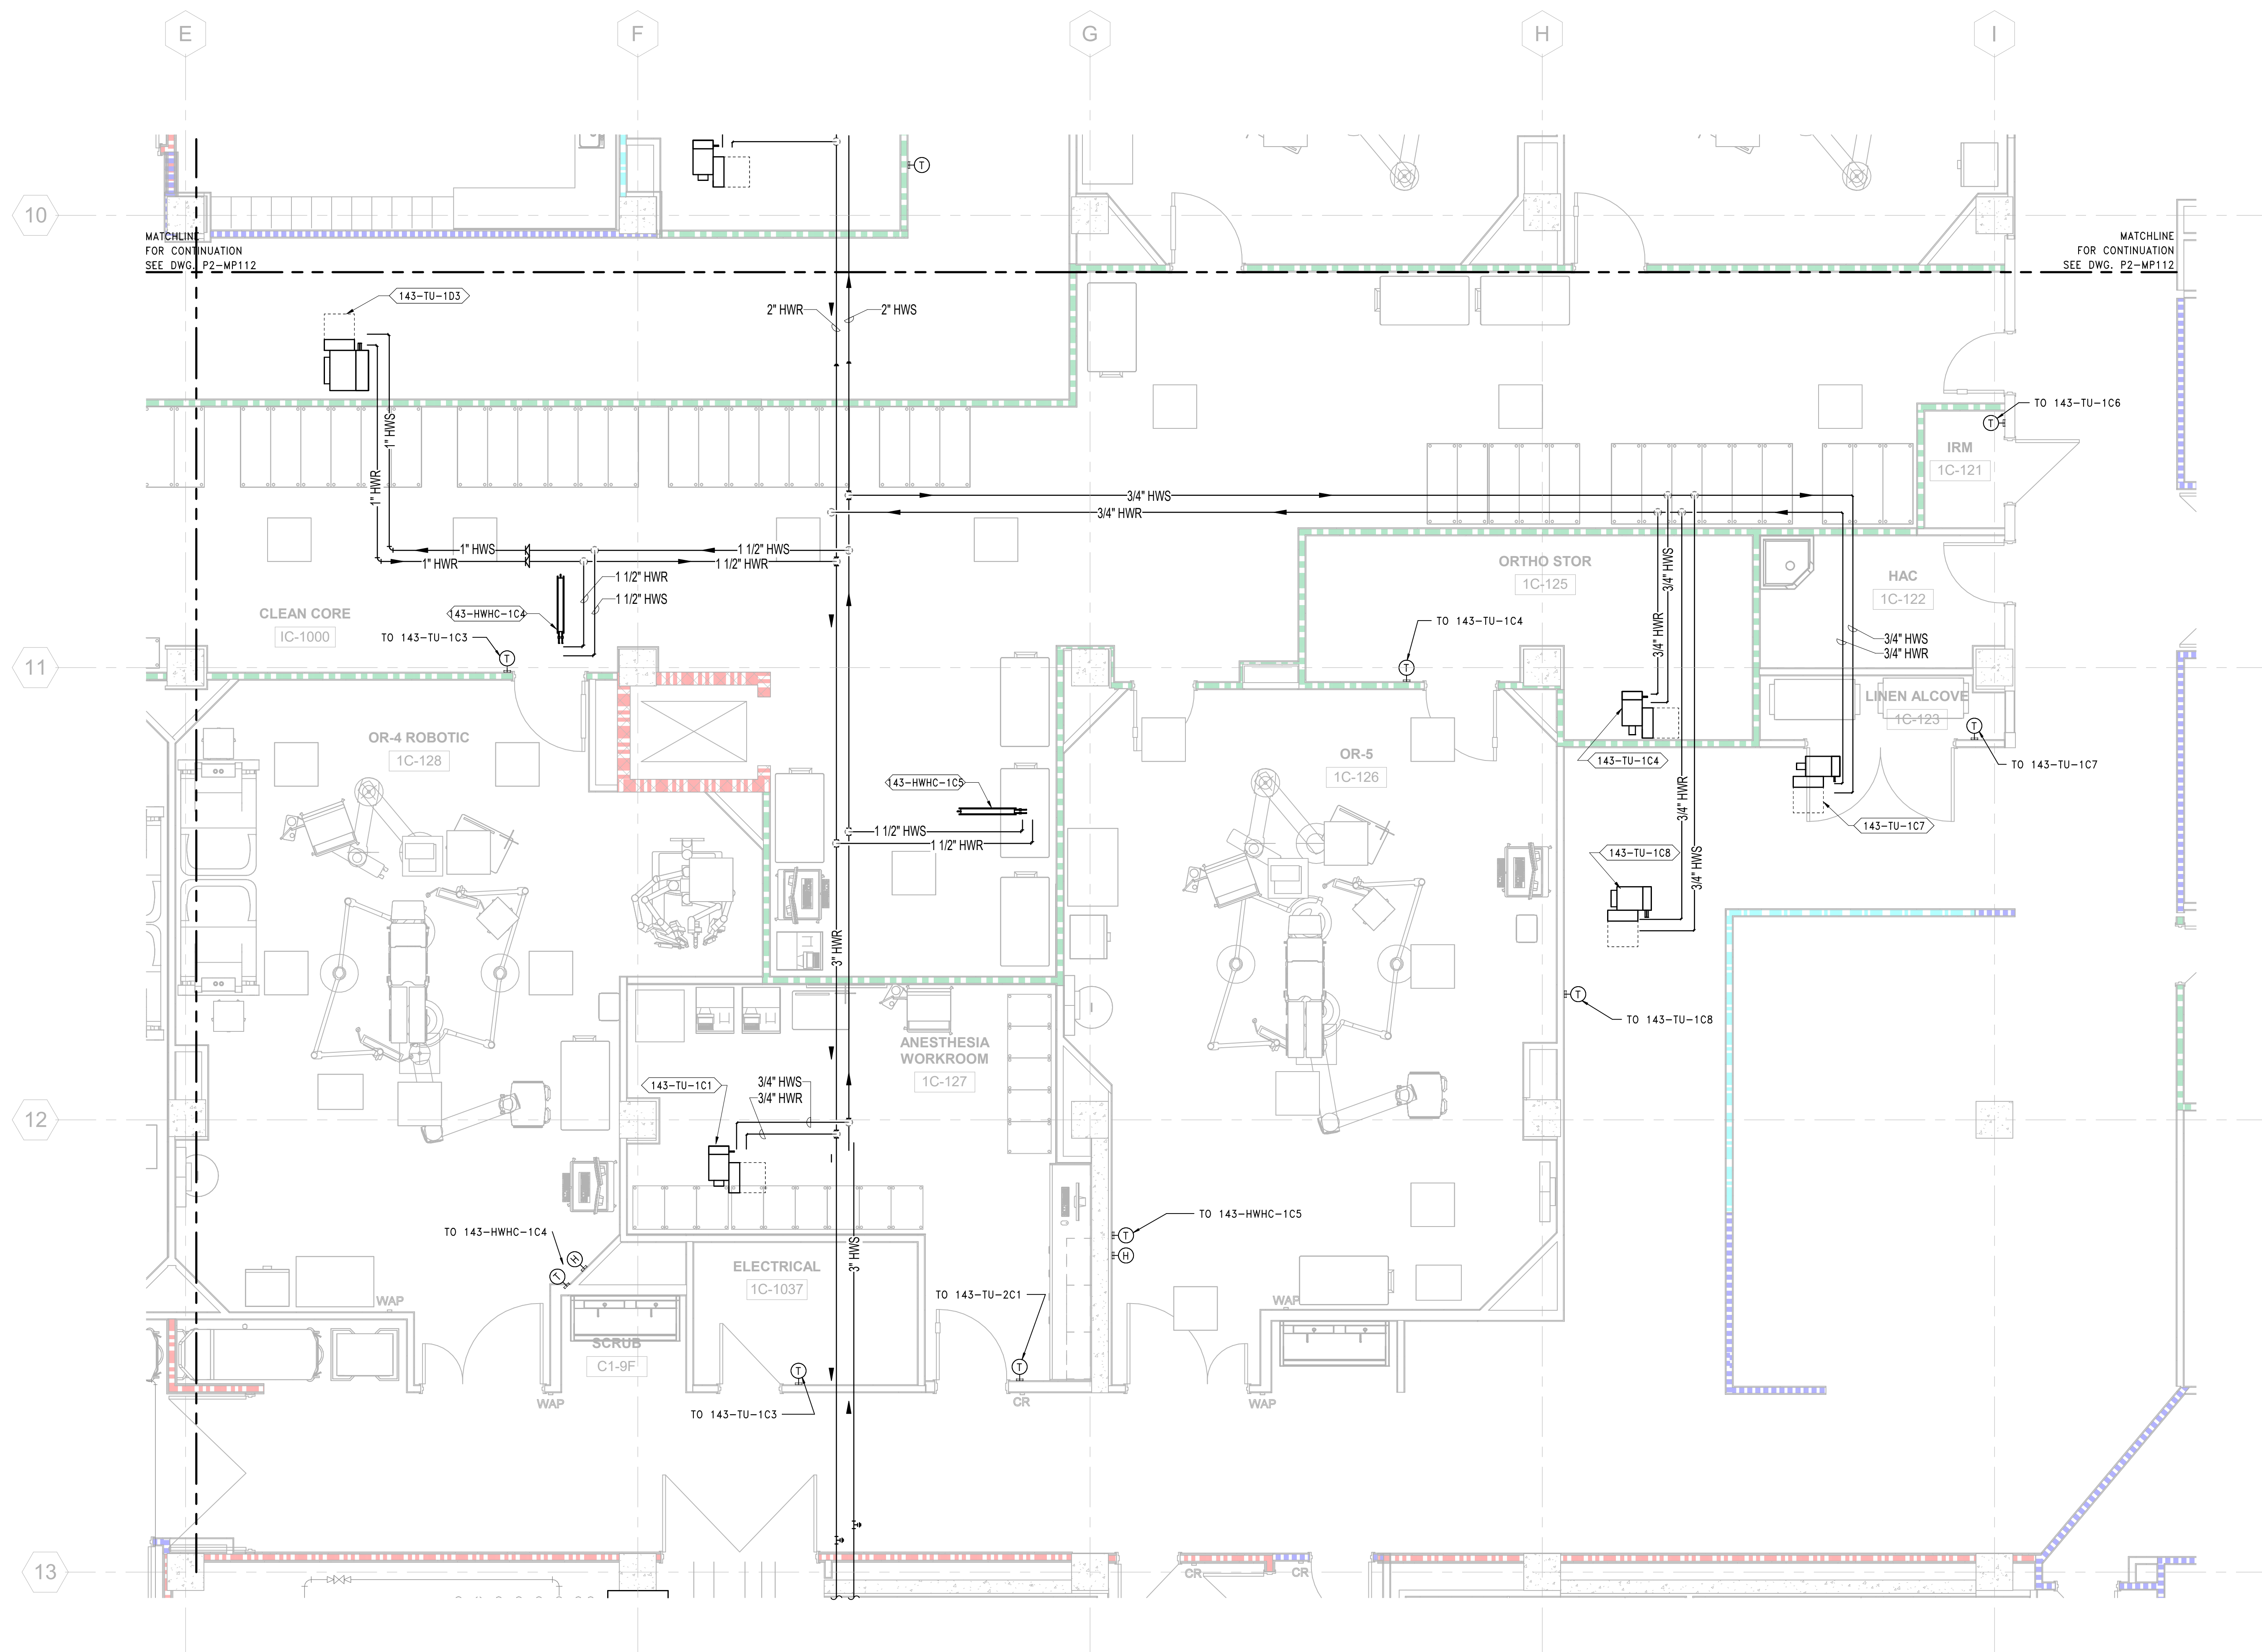 E
F
G
H
I
10
MATCHLINE
FOR CONTINUATION
SEE DWG. P2-MP112
MATCHLINE
FOR CONTINUATION
SEE DWG. P2-MP112
T
143-TU-1D3
2" HWR
2" HWS
1" HWS
1" HWR
TO 143-TU-1C6
T
IRM
1C-121
3/4" HWS
3/4" HWR
1" HWS
1 1/2" HWS
1" HWR
1 1/2" HWR
1 1/2" HWR
1 1/2" HWS
143-HWHC-1C4
CLEAN CORE
IC-1000
TO 143-TU-1C3
T
ORTHO STOR
1C-125
3/4" HWS
3/4" HWR
HAC
1C-122
3/4" HWS
3/4" HWR
TO 143-TU-1C4
T
11
LINEN ALCOVE
1C-123
T
TO 143-TU-1C7
OR-4 ROBOTIC
1C-128
OR-5
1C-126
143-TU-1C4
143-HWHC-1C5
1 1/2" HWS
1 1/2" HWR
3/4" HWR
3/4" HWS
143-TU-1C7
143-TU-1C8
3" HWR
T
TO 143-TU-1C8
ANESTHESIA
WORKROOM
1C-127
143-TU-1C1
3/4" HWS
3/4" HWR
12
TO 143-HWHC-1C4
H
T
TO 143-HWHC-1C5
T
H
3" HWS
ELECTRICAL
1C-1037
TO 143-TU-2C1
T
WAP
WAP
SCRUB
C1-9F
T
TO 143-TU-1C3
WAP
CR
WAP
13
CR
CR